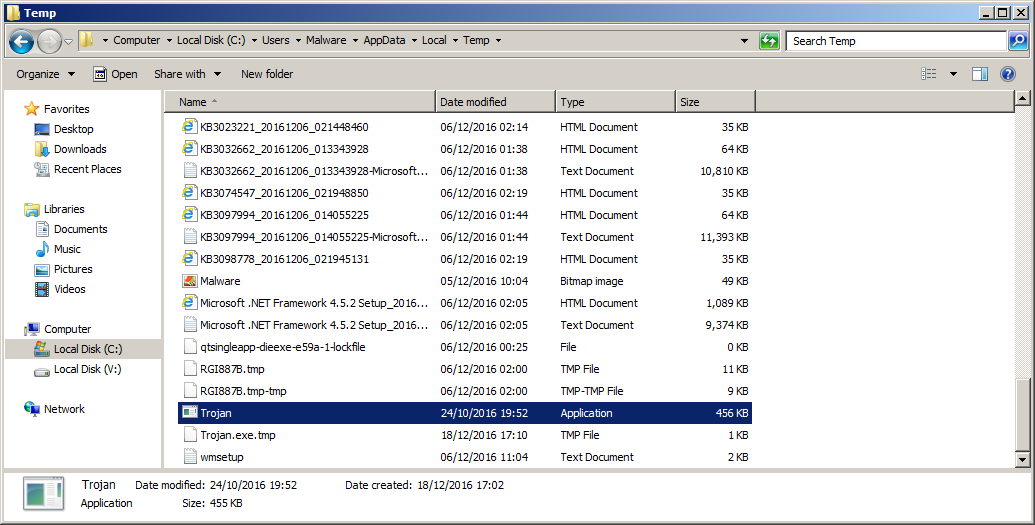 Temp
Computer Local Disk (C:) Users Malware AppData Local Temp
Search Temp
Organize Open Share with New folder
Favorites
Desktop
Downloads
Recent Places
Libraries
Documents
Music
Pictures
Videos
Computer
Local Disk (C:)
Local Disk (V:)
Network
Name Date modified Type Size
KB3023221_20161206_021448460 06/12/2016 02:14 HTML Document 35 KB
KB3032662_20161206_013343928 06/12/2016 01:38 HTML Document 64 KB
KB3032662_20161206_013343928-Microsoft... 06/12/2016 01:38 Text Document 10,810 KB
KB3074547_20161206_021948850 06/12/2016 02:19 HTML Document 35 KB
KB3097994_20161206_014055225 06/12/2016 01:44 HTML Document 64 KB
KB3097994_20161206_014055225-Microsoft... 06/12/2016 01:44 Text Document 11,393 KB
KB3098778_20161206_021945131 06/12/2016 02:19 HTML Document 35 KB
Malware 05/12/2016 10:04 Bitmap image 49 KB
Microsoft .NET Framework 4.5.2 Setup_2016... 06/12/2016 02:05 HTML Document 1,089 KB
Microsoft .NET Framework 4.5.2 Setup_2016... 06/12/2016 02:05 Text Document 9,374 KB
qtsingleapp-dieexe-e59a-1-lockfile 06/12/2016 00:25 File 0 KB
RGI887B.tmp 06/12/2016 02:00 TMP File 11 KB
RGI887B.tmp-tmp 06/12/2016 02:00 TMP-TMP File 9 KB
Trojan 24/10/2016 19:52 Application 456 KB
Trojan.exe.tmp 18/12/2016 17:10 TMP File 1 KB
wmsetup 06/12/2016 11:04 Text Document 2 KB
Trojan Date modified: 24/10/2016 19:52 Date created: 18/12/2016 17:02
Application Size: 455 KB